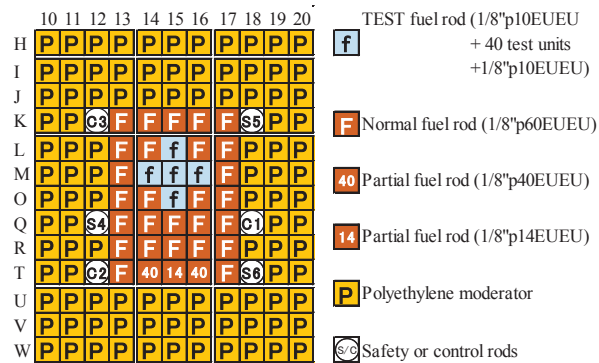 10 11 12 13 14 15 16 17 18 19 20
H P P P P P P P P P P P
I P P P P P P P P P P P
J P P P P P P P P P P P
K P P C3 F F F F F S5 P P
L P P P F F f F F P P P
M P P P F f f f F P P P
O P P P F F f F F P P P
Q P P S4 F F F F F C1 P P
R P P P F F F F F P P P
T P P C2 F 40 14 40 F S6 P P
U P P P P P P P P P P P
V P P P P P P P P P P P
W P P P P P P P P P P P
TEST fuel rod (1/8"p10EUEU
f + 40 test units
+1/8"p10EUEU)
F Normal fuel rod (1/8"p60EUEU)
40 Partial fuel rod (1/8"p40EUEU)
14 Partial fuel rod (1/8"p14EUEU)
P Polyethylene moderator
S/C Safety or control rods